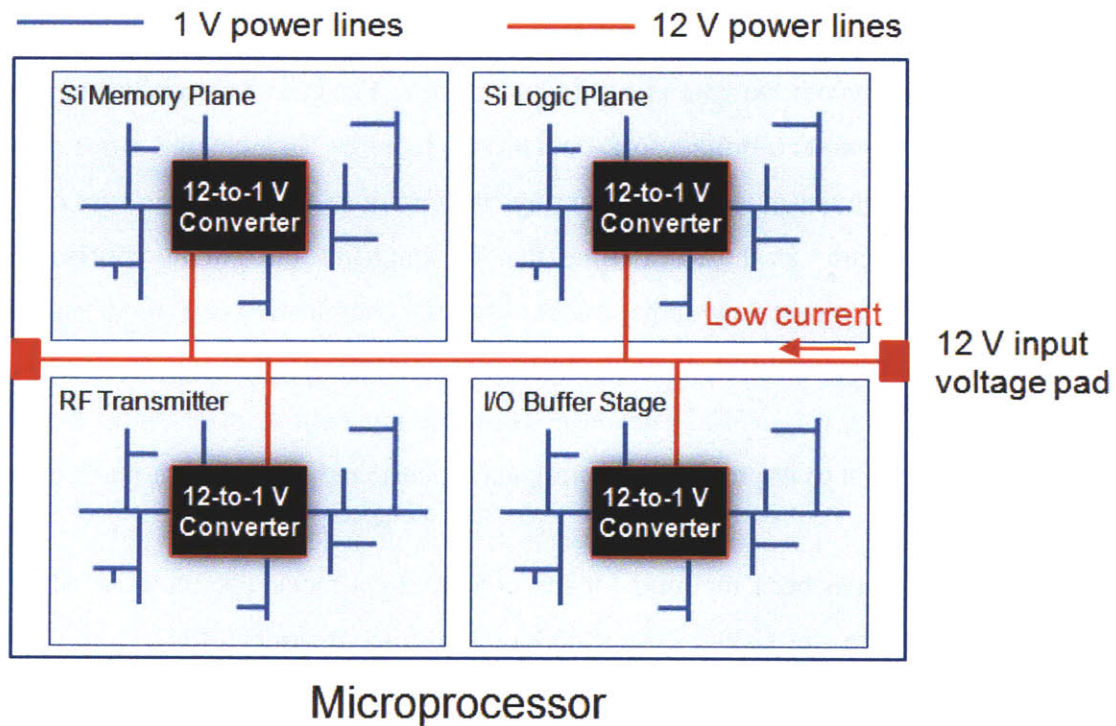 1 V power lines
12 V power lines
Si Memory Plane
12-to-1 V
Converter
Si Logic Plane
12-to-1 V
Converter
Low current
12 V input
voltage pad
RF Transmitter
12-to-1 V
Converter
I/O Buffer Stage
12-to-1 V
Converter
Microprocessor